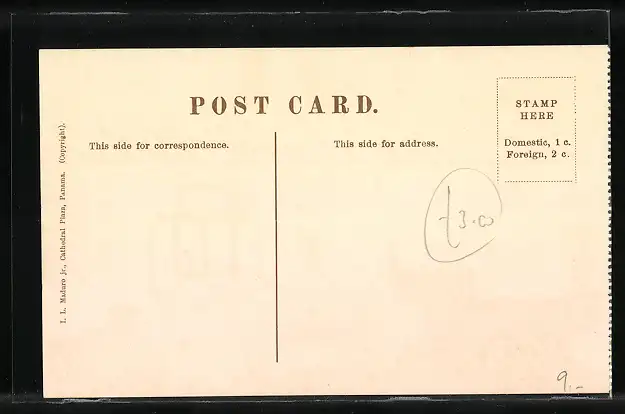 POST CARD.
This side for correspondence.
This side for address.
STAMP
HERE
Domestic, 1 c.
Foreign, 2 c.
I. L. Maduro jr., Cathedral Plaza, Panama. (Copyright).
3.00
9.-